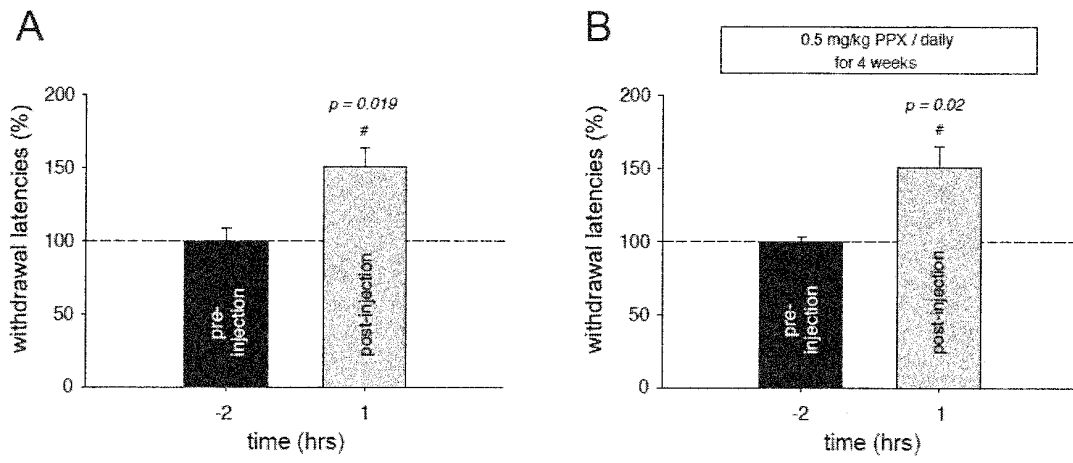 A
withdrawal latencies (%)
200
150
100
50
0
p = 0.019
#
pre-
injection
post-injection
-2
1
time (hrs)
B
0.5 mg/kg PPX / daily
for 4 weeks
withdrawal latencies (%)
200
150
100
50
0
p = 0.02
#
pre-
injection
post-injection
-2
1
time (hrs)